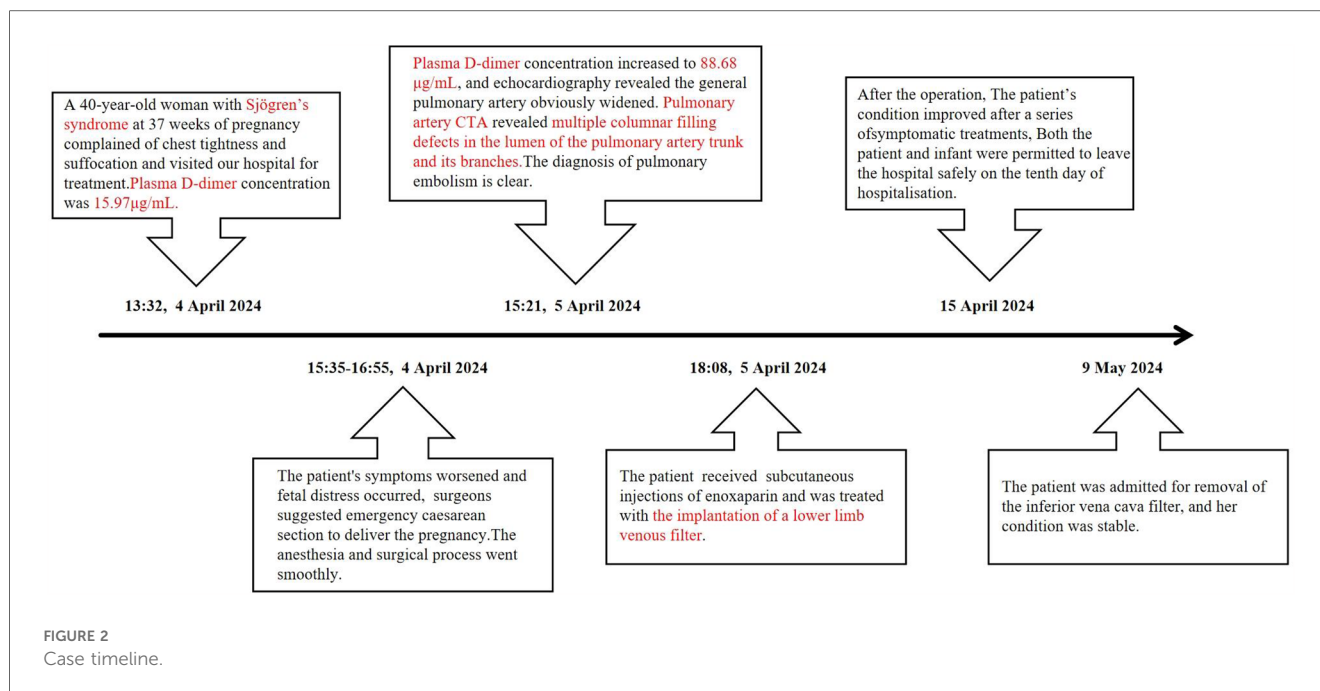 A 40-year-old woman with Sjögren's
syndrome at 37 weeks of pregnancy
complained of chest tightness and
suffocation and visited our hospital for
treatment.Plasma D-dimer concentration
was 15.97μg/mL.
Plasma D-dimer concentration increased to 88.68
μg/mL, and echocardiography revealed the general
pulmonary artery obviously widened. Pulmonary
artery CTA revealed multiple columnar filling
defects in the lumen of the pulmonary artery trunk
and its branches.The diagnosis of pulmonary
embolism is clear.
After the operation, The patient's
condition improved after a series
ofsymptomatic treatments, Both the
patient and infant were permitted to leave
the hospital safely on the tenth day of
hospitalisation.
13:32, 4 April 2024
15:21, 5 April 2024
15 April 2024
15:35-16:55, 4 April 2024
18:08, 5 April 2024
9 May 2024
The patient's symptoms worsened and
fetal distress occurred, surgeons
suggested emergency caesarean
section to deliver the pregnancy.The
anesthesia and surgical process went
smoothly.
The patient received subcutaneous
injections of enoxaparin and was treated
with the implantation of a lower limb
venous filter.
The patient was admitted for removal of
the inferior vena cava filter, and her
condition was stable.
FIGURE 2
Case timeline.